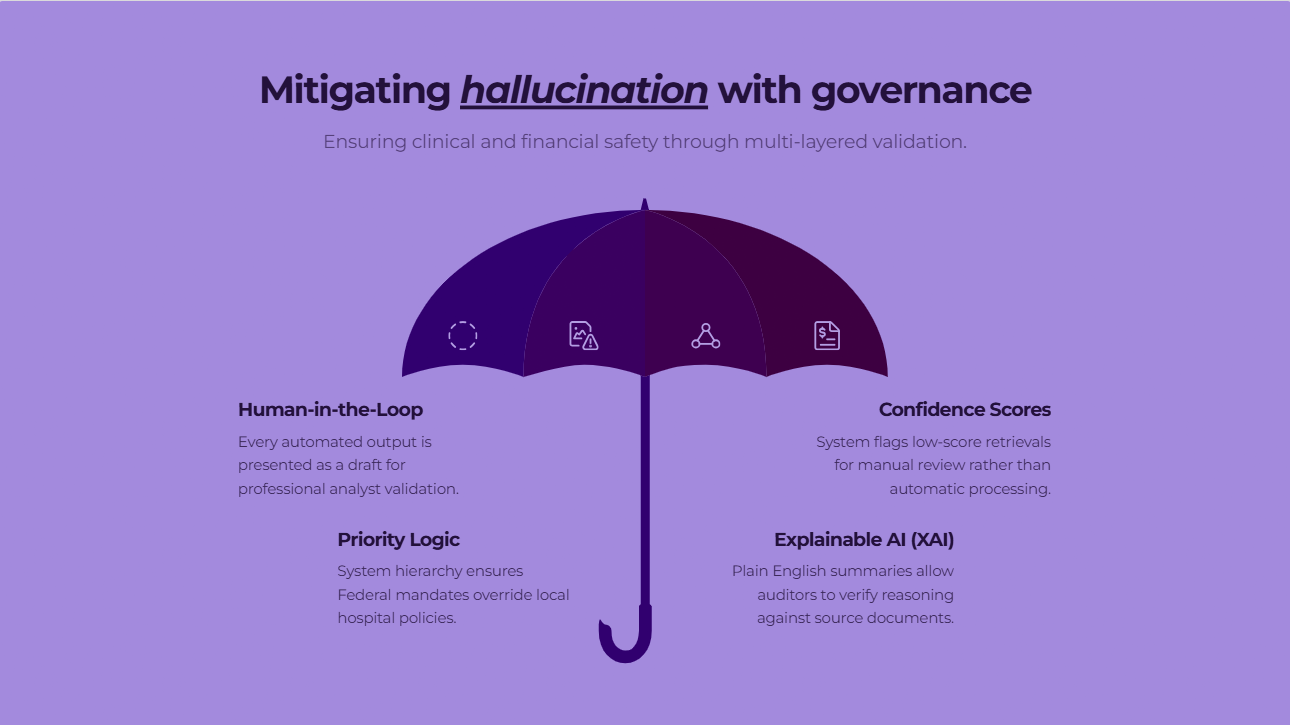 Mitigating hallucination with governance
Ensuring clinical and financial safety through multi-layered validation.
$
Human-in-the-Loop
Every automated output is
presented as a draft for
professional analyst validation.
Confidence Scores
System flags low-score retrievals
for manual review rather than
automatic processing.
Priority Logic
System hierarchy ensures
Federal mandates override local
hospital policies.
Explainable AI (XAI)
Plain English summaries allow
auditors to verify reasoning
against source documents.